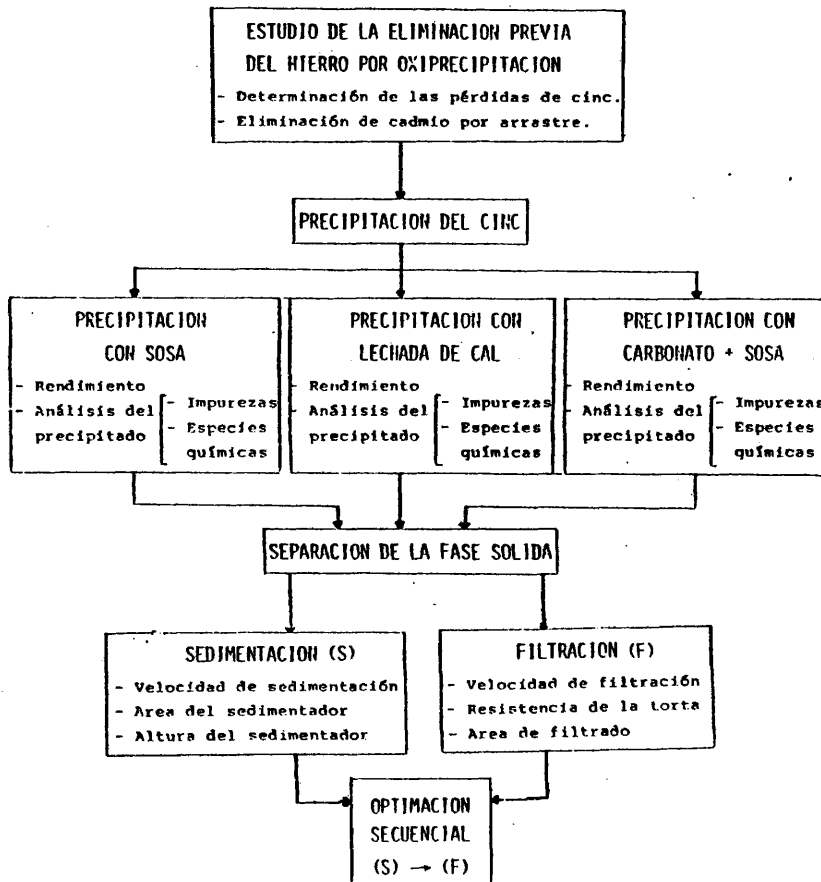 ESTUDIO DE LA ELIMINACION PREVIA
DEL HIERRO POR OXIPRECIPITACION
- Determinación de las pérdidas de cinc.
- Eliminación de cadmio por arrastre.
PRECIPITACION DEL CINC
PRECIPITACION
CON SOSA
- Rendimiento
- Análisis del
precipitado
- Impurezas
- Especies
químicas
PRECIPITACION CON
LECHADA DE CAL
- Rendimiento
- Análisis del
precipitado
- Impurezas
- Especies
químicas
PRECIPITACION CON
CARBONATO + SOSA
- Rendimiento
- Análisis del
precipitado
- Impurezas
- Especies
químicas
SEPARACION DE LA FASE SOLIDA
SEDIMENTACION (S)
- Velocidad de sedimentación
- Area del sedimentador
- Altura del sedimentador
FILTRACION (F)
- Velocidad de filtración
- Resistencia de la torta
- Area de filtrado
OPTIMACION
SECUENCIAL
(S) → (F)